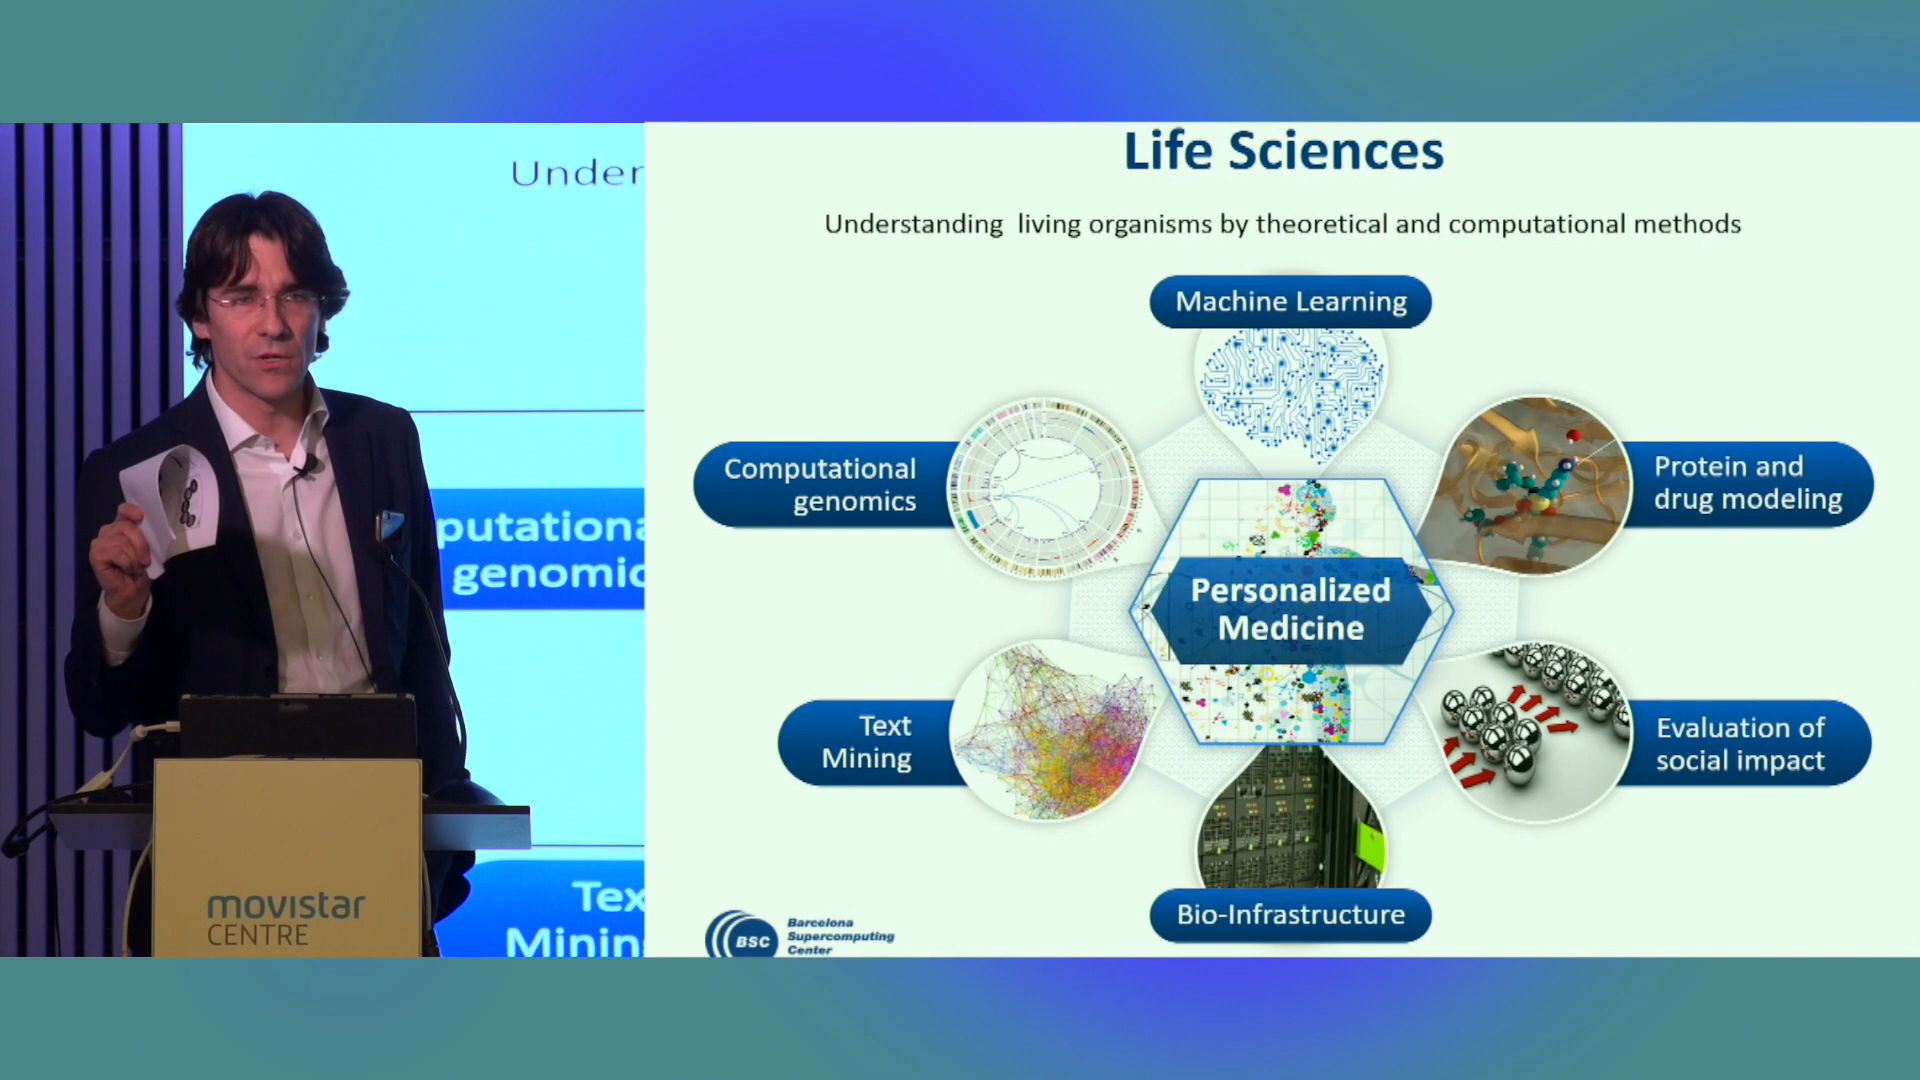 Under
putationa
genomic
Tex
Minin
movistar
CENTRE
Life Sciences
Understanding living organisms by theoretical and computational methods
Machine Learning
Computational
genomics
Protein and
drug modeling
Personalized
Medicine
Text
Mining
Evaluation of
social impact
Bio-Infrastructure
BSC
Barcelona
Supercomputing
Center